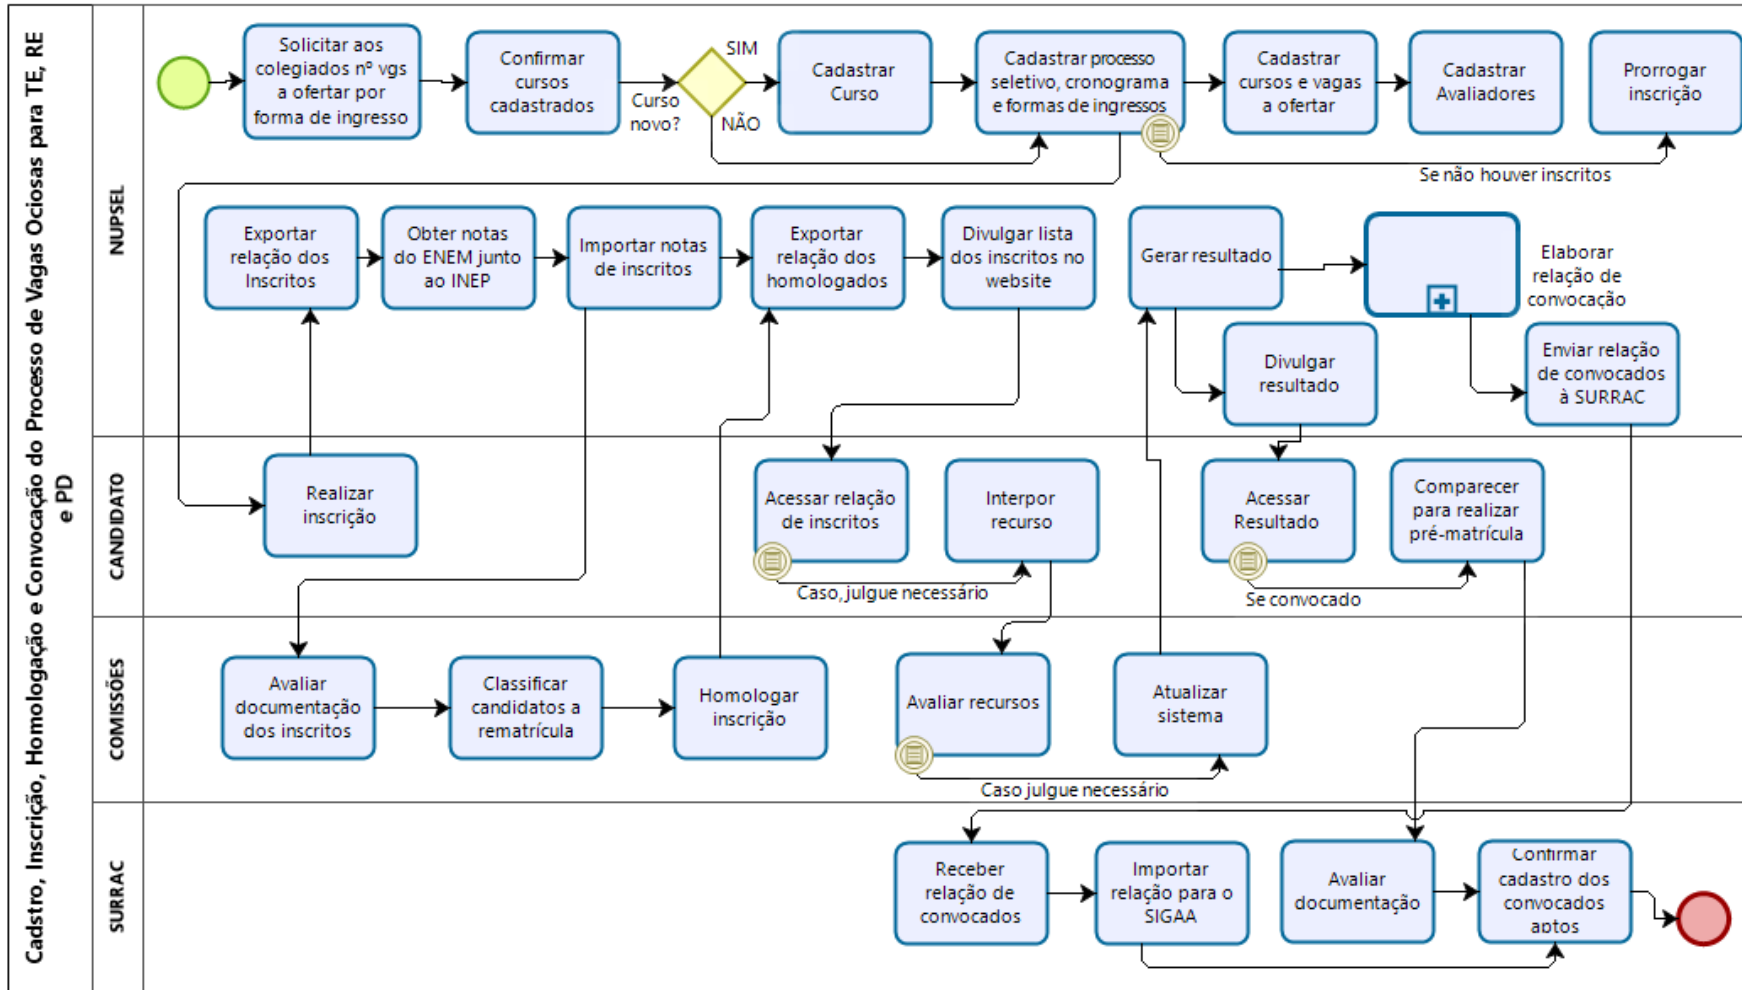 Cadastro, Inscrição, Homologação e Convocação do Processo de Vagas Ociosas para TE, RE
e PD
NUPSEL
Solicitar aos
colegiados nº vgs
a ofertar por
forma de ingresso
Confirmar
cursos
cadastrados
Curso
novo?
SIM
NÃO
Cadastrar
Curso
Cadastrar processo
seletivo, cronograma
e formas de ingressos
Cadastrar
cursos e vagas
a ofertar
Cadastrar
Avaliadores
Prorrogar
inscrição
Se não houver inscritos
Exportar
relação dos
Inscritos
Obter notas
do ENEM junto
ao INEP
Importar notas
de inscritos
Exportar
relação dos
homologados
Divulgar lista
dos inscritos no
website
Gerar resultado
Elaborar
relação de
convocação
Divulgar
resultado
Enviar relação
de convocados
à SURRAC
CANDIDATO
Realizar
inscrição
Acessar relação
de inscritos
Caso, julgue necessário
Interpor
recurso
Acessar
Resultado
Se convocado
Comparecer
para realizar
pré-matrícula
COMISSÕES
Avaliar
documentação
dos inscritos
Classificar
candidatos a
rematrícula
Homologar
inscrição
Avaliar recursos
Caso julgue necessário
Atualizar
sistema
SURRAC
Receber
relação de
convocados
Importar
relação para o
SIGAA
Avaliar
documentação
Confirmar
cadastro dos
convocados
aptos